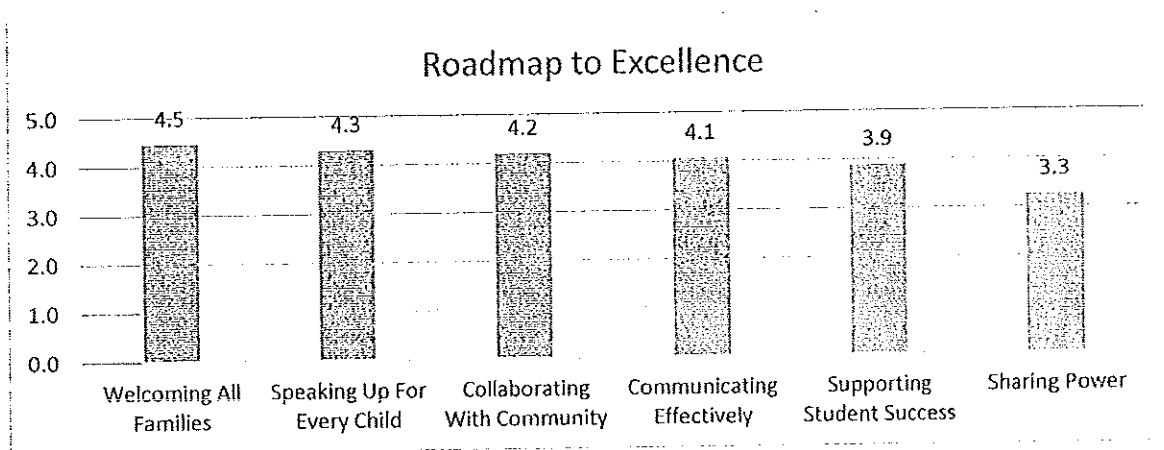 Roadmap to Excellence
5.0
4.0
3.0
2.0
1.0
0.0
4.5
4.3
4.2
4.1
3.9
3.3
Welcoming All
Families
Speaking Up For
Every Child
Collaborating
With Community
Communicating
Effectively
Supporting
Student Success
Sharing Power